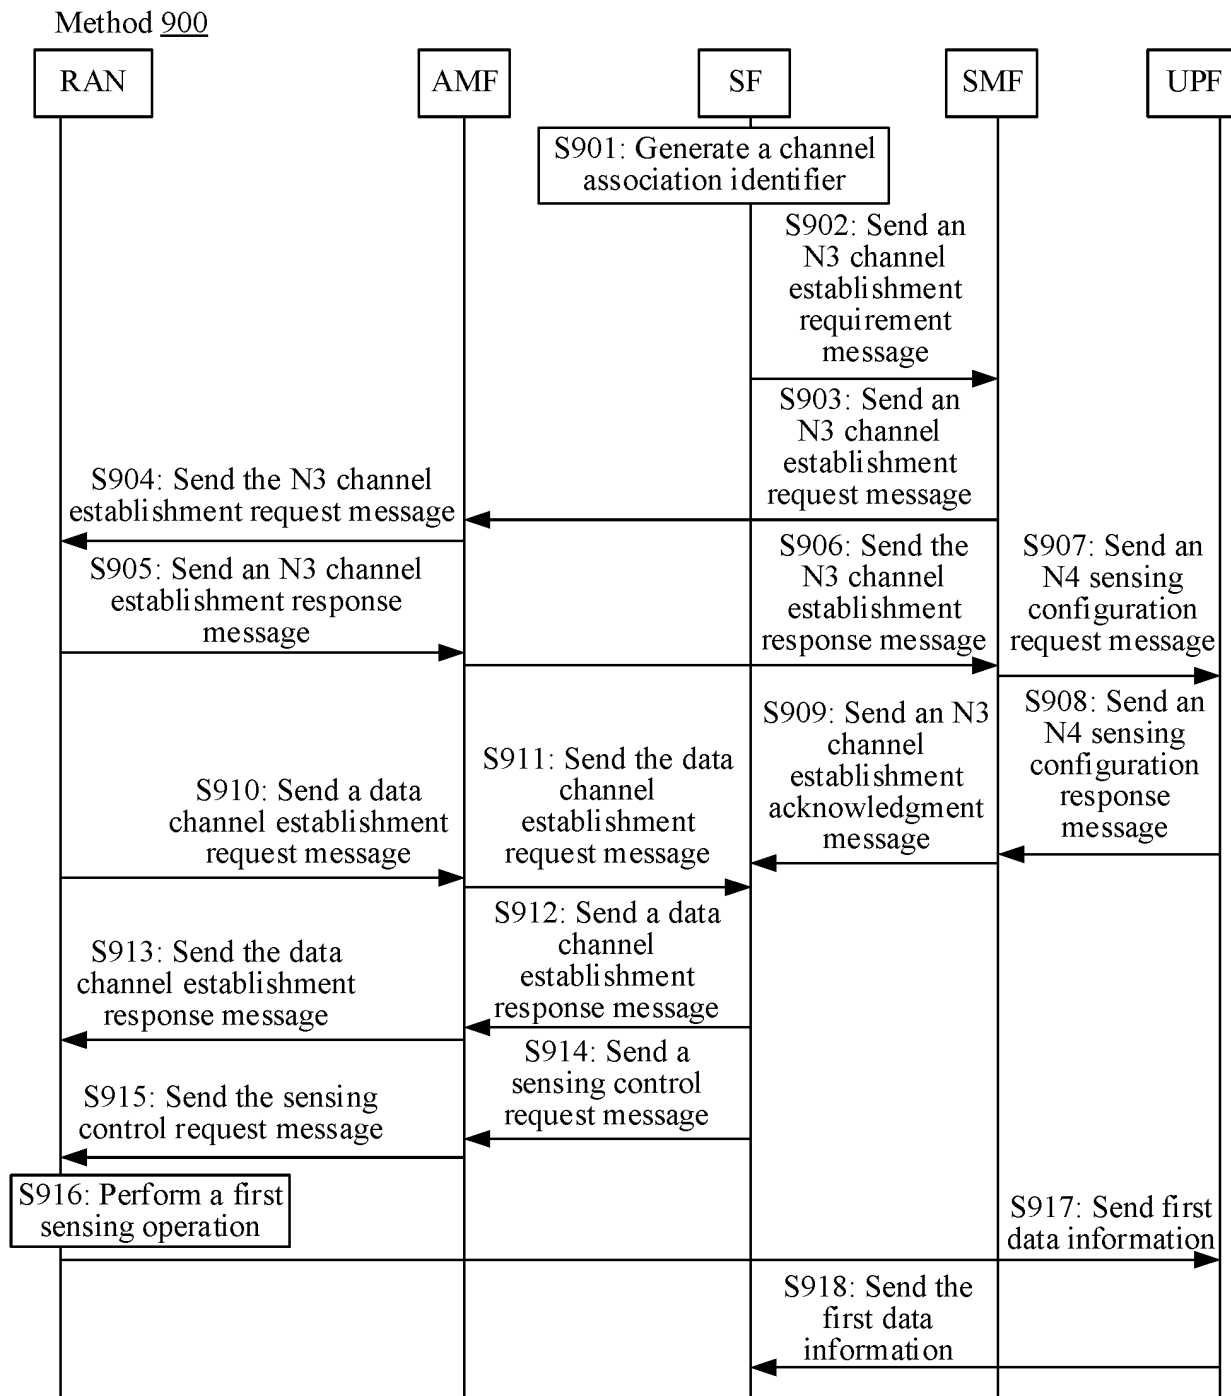 Method 900
RAN
AMF
SF
SMF
UPF
S901: Generate a channel
association identifier
S902: Send an
N3 channel
establishment
requirement
message
S903: Send an
N3 channel
establishment
request message
S904: Send the N3 channel
establishment request message
S905: Send an N3 channel
establishment response
message
S906: Send the
N3 channel
establishment
response message
S907: Send an
N4 sensing
configuration
request message
S908: Send an
N4 sensing
configuration
response
message
S909: Send an N3
channel
establishment
acknowledgment
message
S910: Send a data
channel establishment
request message
S911: Send the data
channel
establishment
request message
S912: Send a data
channel
establishment
response message
S913: Send the data
channel establishment
response message
S914: Send a
sensing control
request message
S915: Send the sensing
control request message
S916: Perform a first
sensing operation
S917: Send first
data information
S918: Send the
first data
information